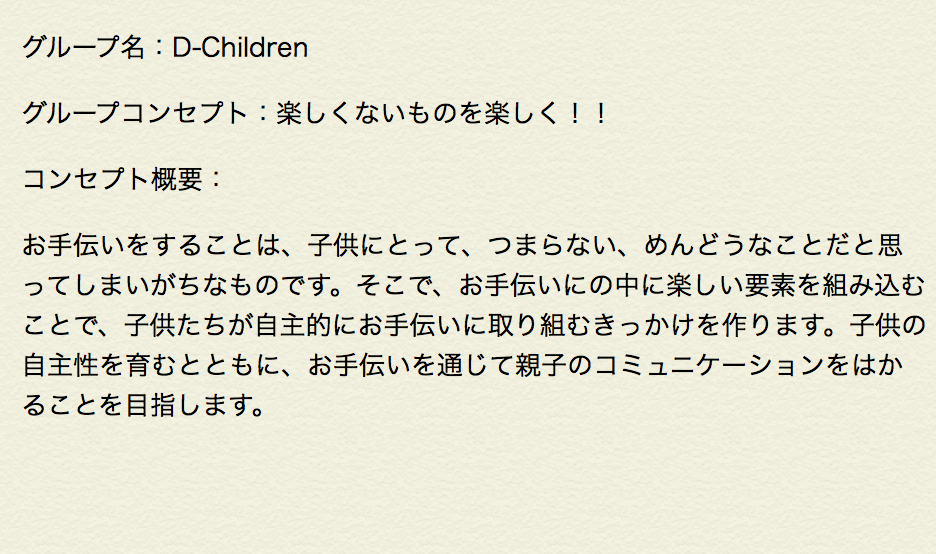 グループ名：D-Children
グループコンセプト：楽しくないものを楽しく！！
コンセプト概要：
お手伝いをすることは、子供にとって、つまらない、めんどうなことだと思
ってしまいがちなものです。そこで、お手伝いにの中に楽しい要素を組み込む
ことで、子供たちが自主的にお手伝いに取り組むきっかけを作ります。子供の
自主性を育むとともに、お手伝いを通じて親子のコミュニケーションをはか
ることを目指します。